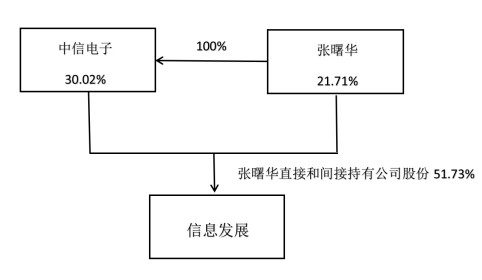 中信电子
30.02%
100%
张曙华
21.71%
张曙华直接和间接持有公司股份 51.73%
信息发展